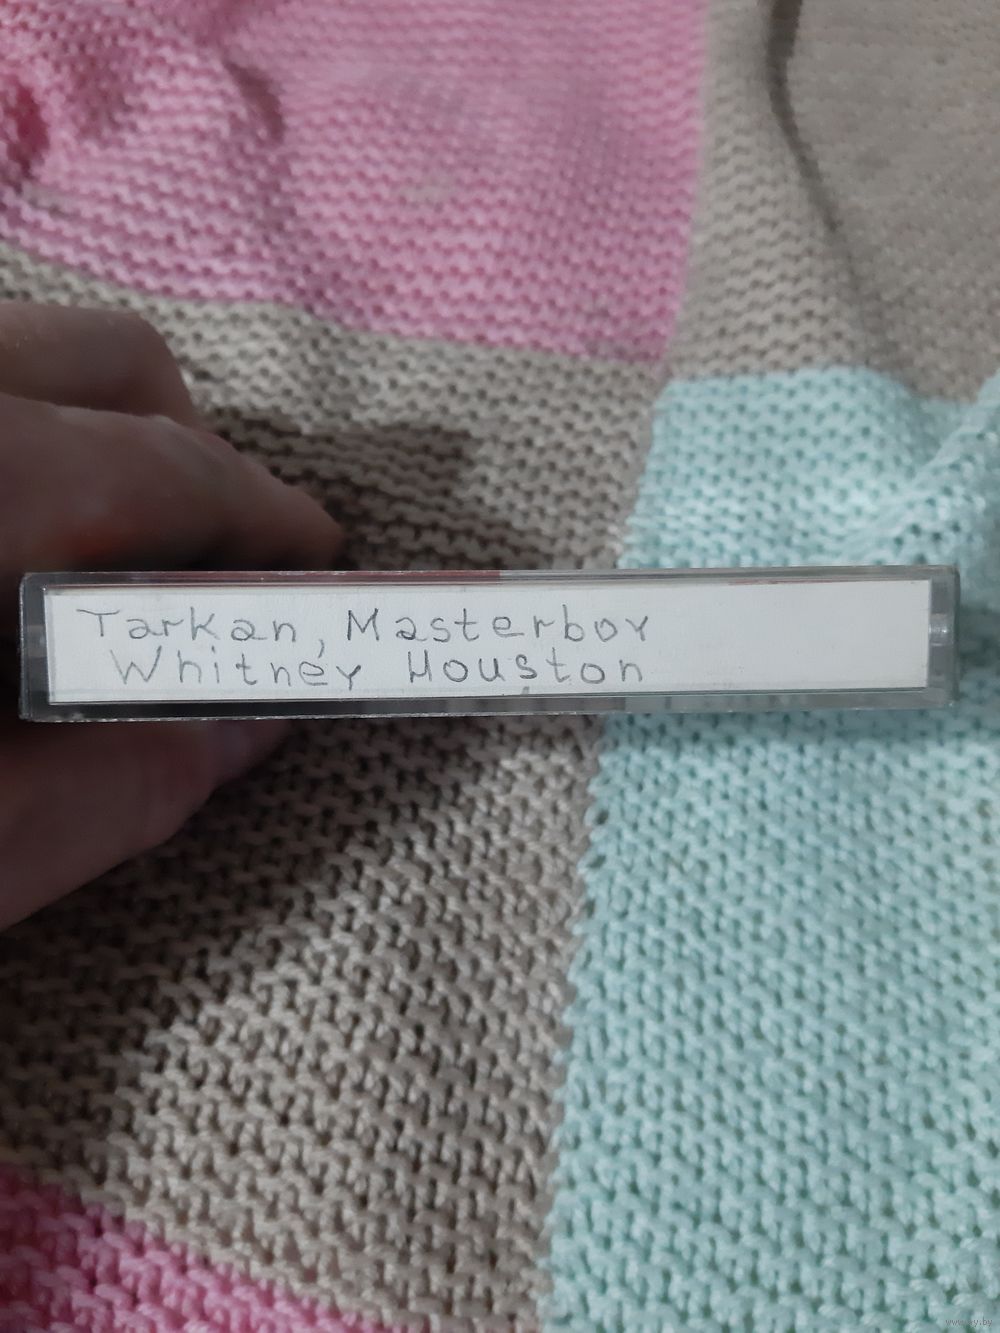 Tarkan, Masterboy
Whitney Houston